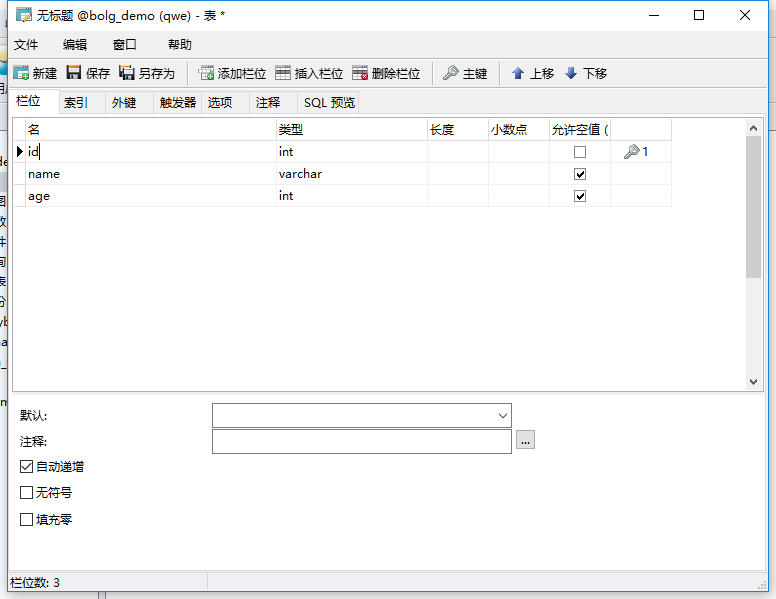 无标题 @bolg_demo (qwe) - 表 *
文件 编辑 窗口 帮助
新建 保存 另存为 添加栏位 插入栏位 删除栏位 主键 上移 下移
栏位 索引 外键 触发器 选项 注释 SQL 预览
名 类型 长度 小数点 允许空值 (
id int 1
name varchar
age int
默认:
注释:
...
自动递增
无符号
填充零
栏位数: 3